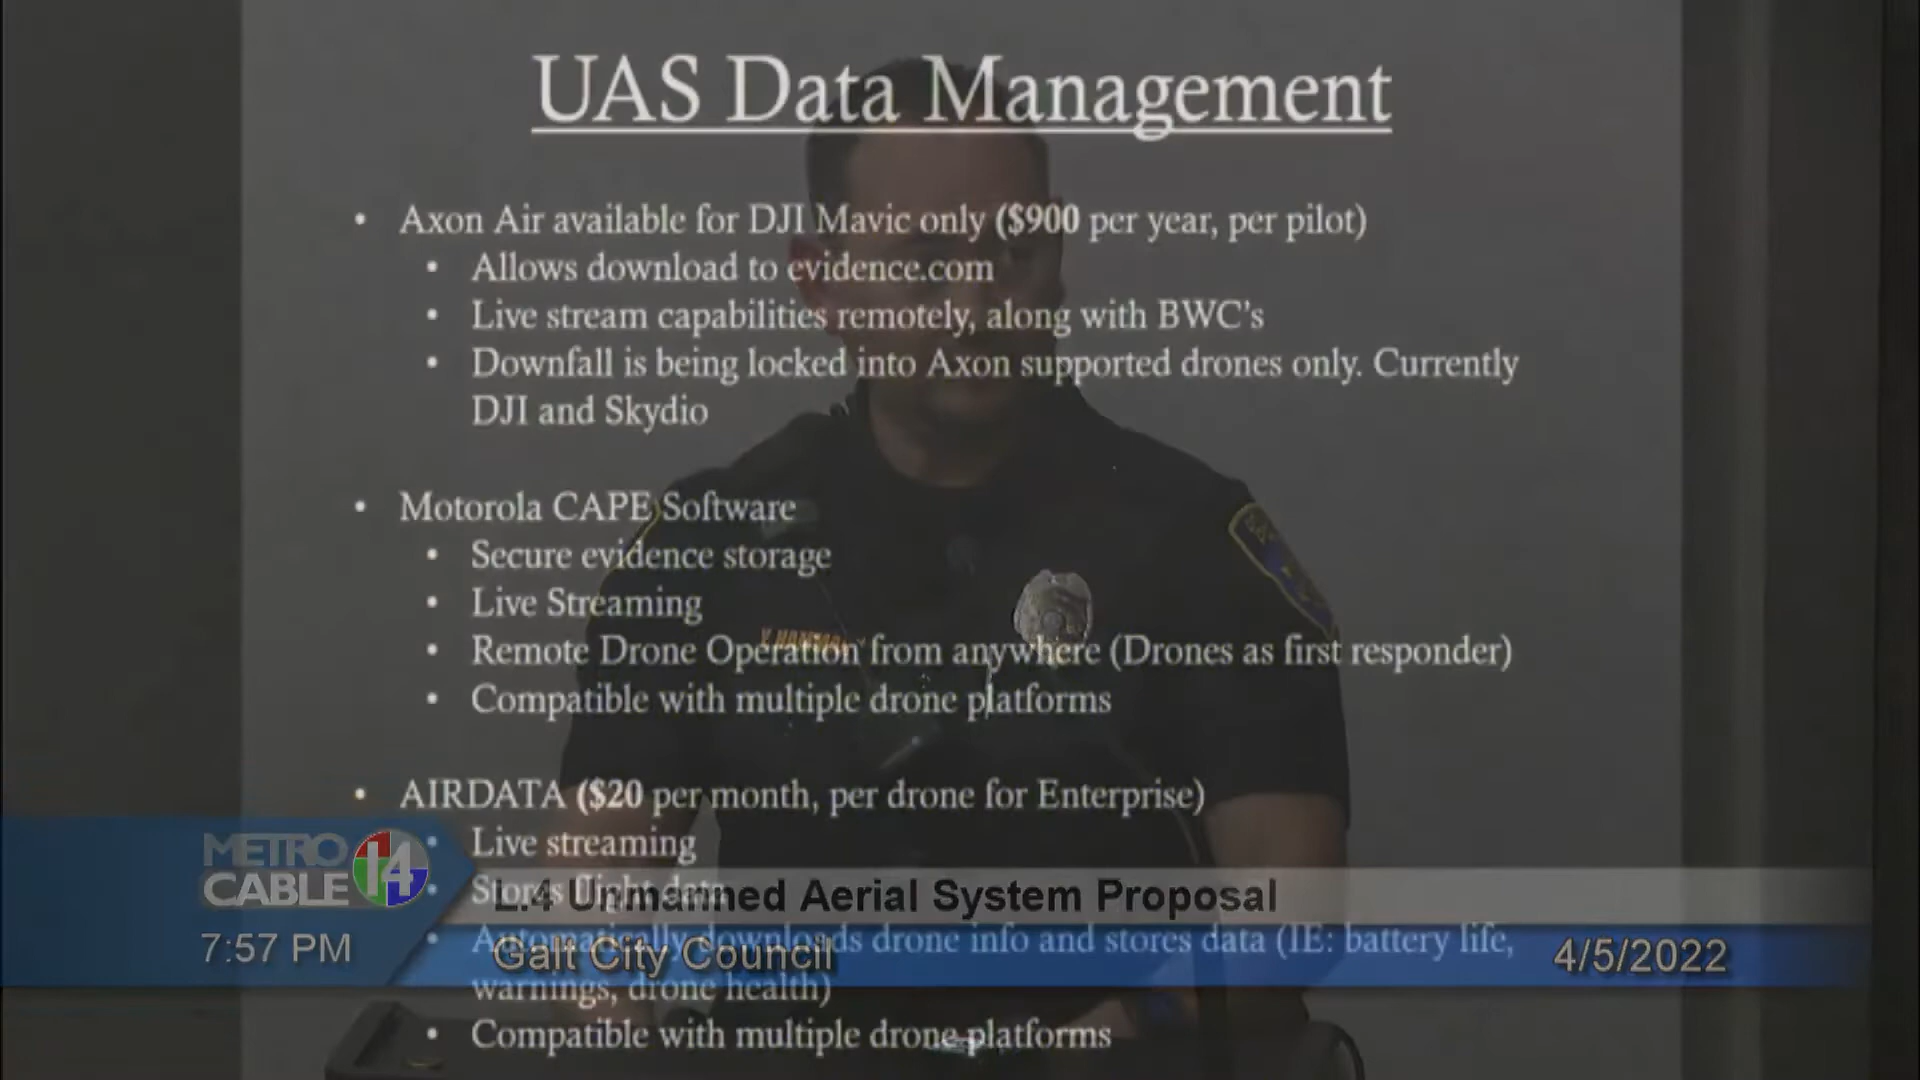 UAS Data Management
• Axon Air available for DJI Mavic only ($900 per year, per pilot)
• Allows download to evidence.com
• Live stream capabilities remotely, along with BWC's
• Downfall is being locked into Axon supported drones only. Currently
DJI and Skydio
• Motorola CAPE Software
• Secure evidence storage
• Live Streaming
• Remote Drone Operation from anywhere (Drones as first responder)
• Compatible with multiple drone platforms
• AIRDATA ($20 per month, per drone for Enterprise)
• Live streaming
• Stores flight data
• Automatically downloads drone info and stores data (IE: battery life,
warnings, drone health)
• Compatible with multiple drone platforms
METRO
CABLE 14
7:57 PM
L.4 Unmanned Aerial System Proposal
Galt City Council
4/5/2022